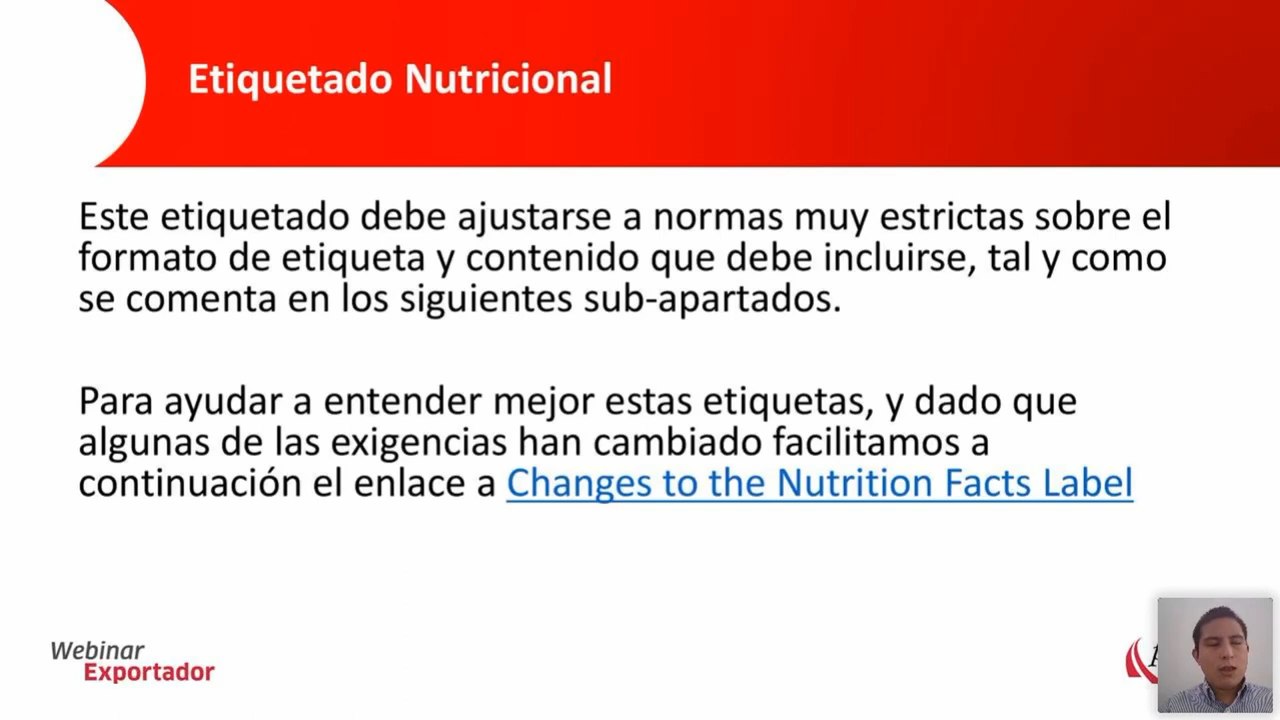 Etiquetado Nutricional
Este etiquetado debe ajustarse a normas muy estrictas sobre el
formato de etiqueta y contenido que debe incluirse, tal y como
se comenta en los siguientes sub-apartados.
Para ayudar a entender mejor estas etiquetas, y dado que
algunas de las exigencias han cambiado facilitamos a
continuación el enlace a Changes to the Nutrition Facts Label
Webinar
Exportador